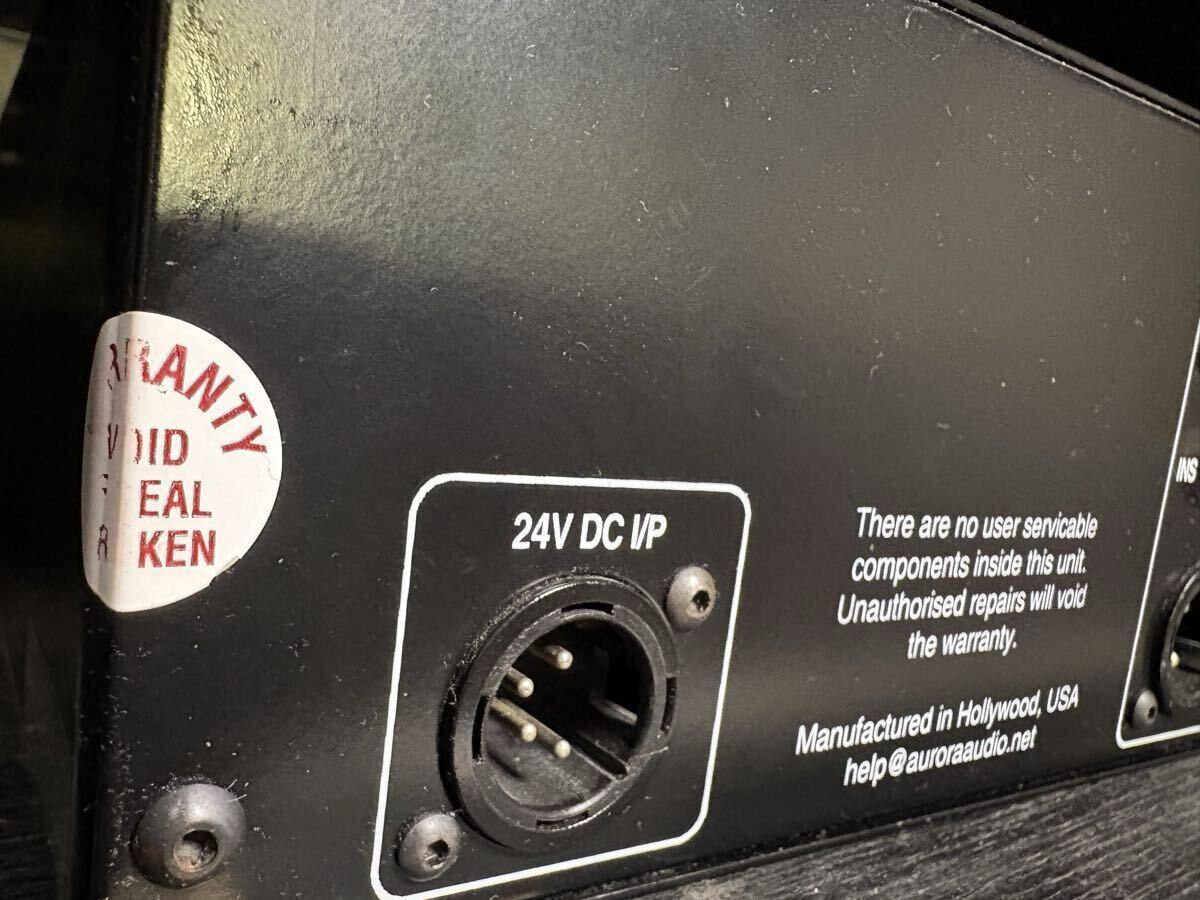 RRANTY
VOID
EAL
KEN
24V DC I/P
There are no user servicable
components inside this unit.
Unauthorised repairs will void
the warranty.
Manufactured in Hollywood, USA
help@auroraaudio.net
INS